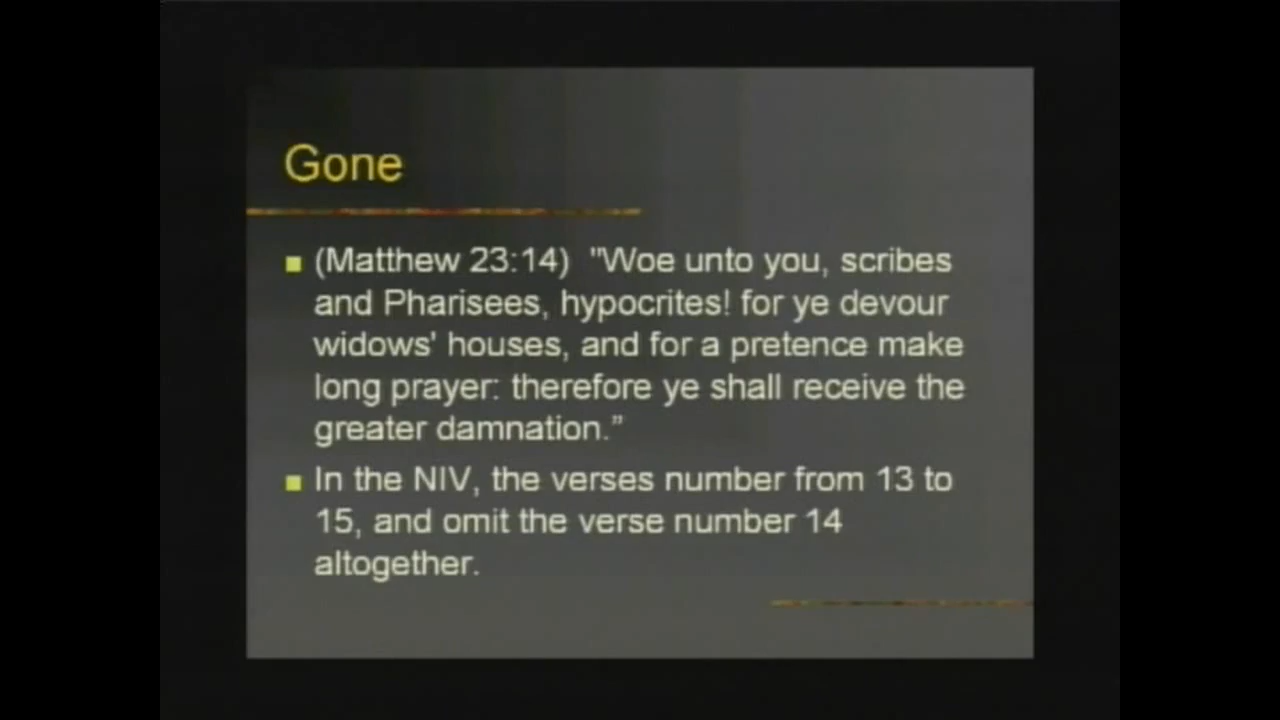 Gone
(Matthew 23:14) "Woe unto you, scribes
and Pharisees, hypocrites! for ye devour
widows' houses, and for a pretence make
long prayer: therefore ye shall receive the
greater damnation.”
In the NIV, the verses number from 13 to
15, and omit the verse number 14
altogether.